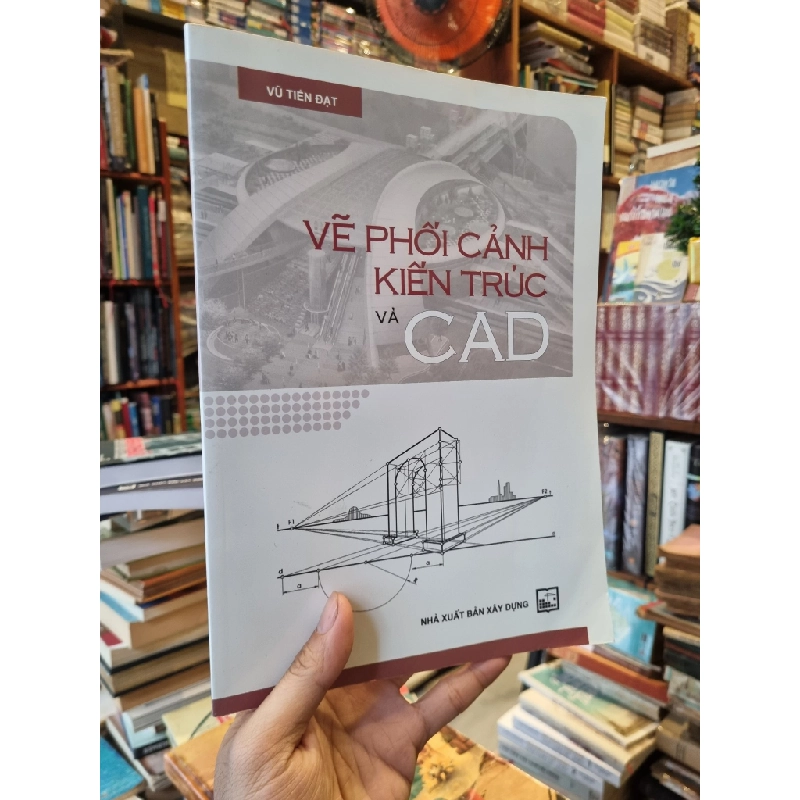 VŨ TIẾN ĐẠT
VẼ PHỐI CẢNH
KIẾN TRÚC
VÀ
CAD
NHÀ XUẤT BẢN XÂY DỰNG